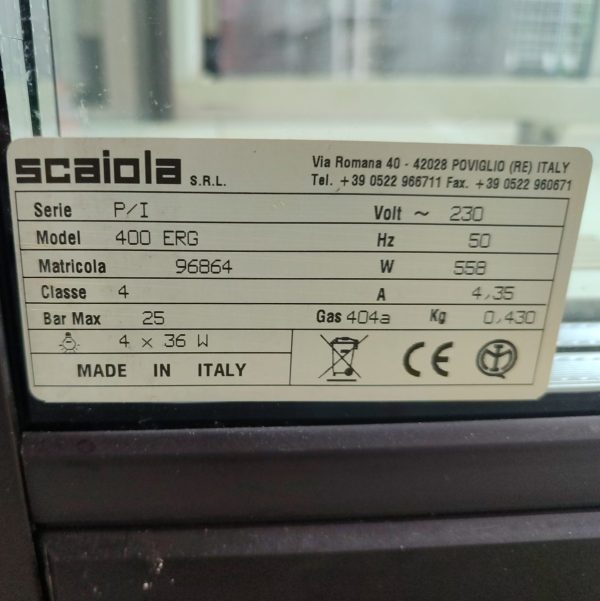 scaiola S.R.L.
Via Romana 40 - 42028 POVIGLIO (RE) ITALY
Tel. +39 0522 966711 Fax. +39 0522 960671
Serie P/I
Volt ~ 230
Model 400 ERG
Hz 50
Matricola 96864
W 558
Classe 4
A 4,35
Bar Max 25
Gas 404a Kg 0,430
4 x 36 W
MADE IN ITALY
CE